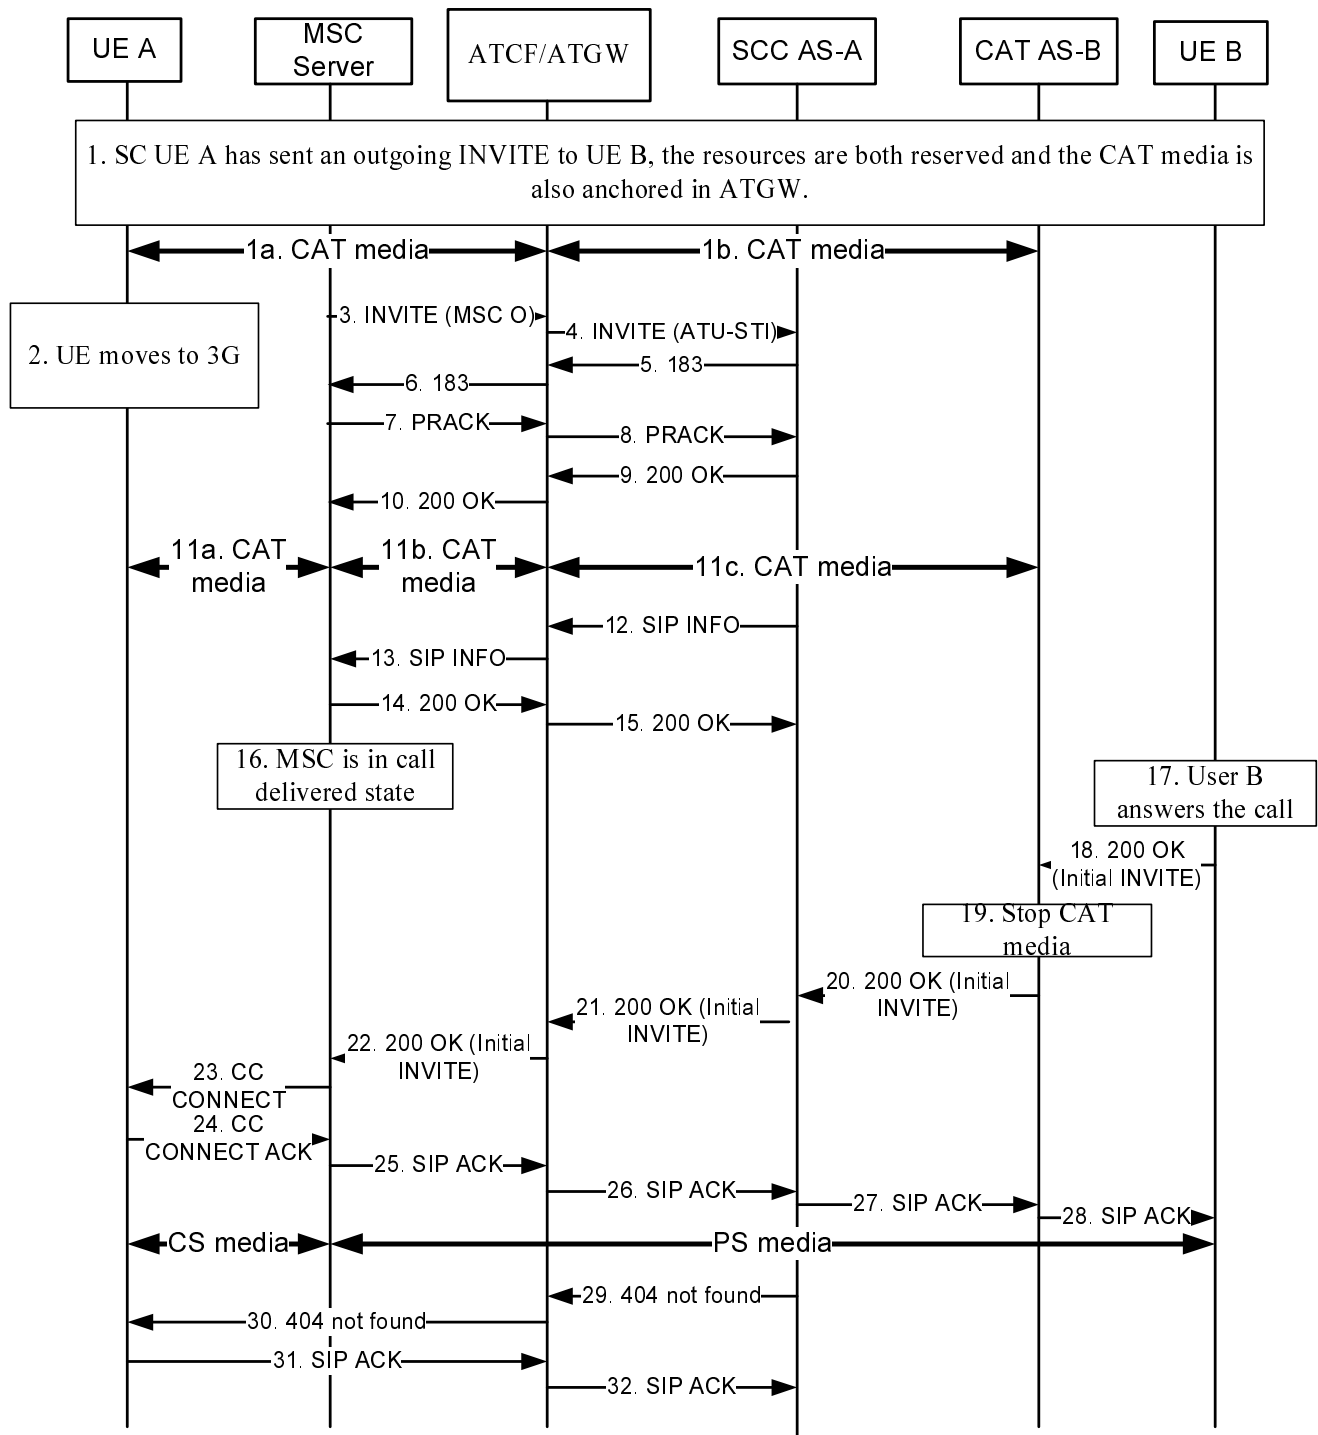 UE A
MSC
Server
ATCF/ATGW
SCC AS-A
CAT AS-B
UE B
1. SC UE A has sent an outgoing INVITE to UE B, the resources are both reserved and the CAT media is
also anchored in ATGW.
1a. CAT media
1b. CAT media
2. UE moves to 3G
3. INVITE (MSC O)
4. INVITE (ATU-STI)
5. 183
6. 183
7. PRACK
8. PRACK
9. 200 OK
10. 200 OK
11a. CAT
media
11b. CAT
media
11c. CAT media
12. SIP INFO
13. SIP INFO
14. 200 OK
15. 200 OK
16. MSC is in call
delivered state
17. User B
answers the call
18. 200 OK
(Initial INVITE)
19. Stop CAT
media
20. 200 OK (Initial
INVITE)
21. 200 OK (Initial
INVITE)
22. 200 OK (Initial
INVITE)
23. CC
CONNECT
24. CC
CONNECT ACK
25. SIP ACK
26. SIP ACK
27. SIP ACK
28. SIP ACK
CS media
PS media
29. 404 not found
30. 404 not found
31. SIP ACK
32. SIP ACK